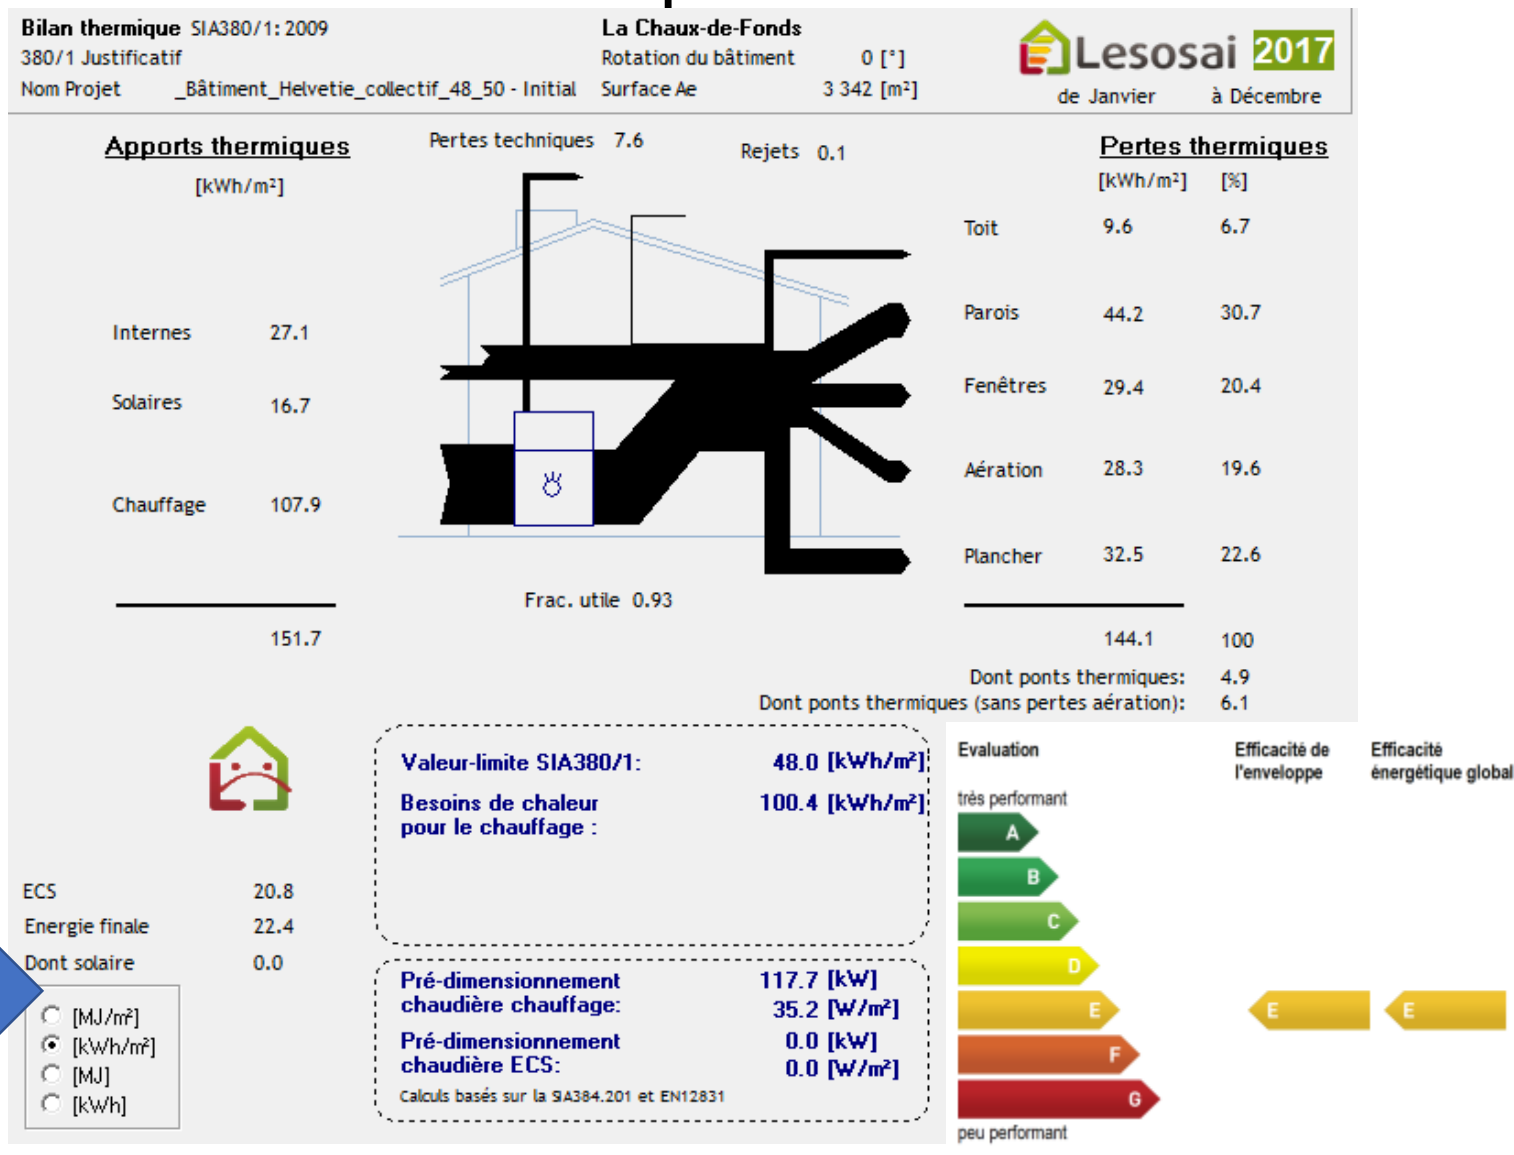 Bilan thermique SIA380/1: 2009
La Chaux-de-Fonds
380/1 Justificatif
Rotation du bâtiment 0 [°]
Nom Projet _Bâtiment_Helvetie_collectif_48_50 - Initial
Surface Ae 3 342 [m²]
Lesosai 2017
de Janvier à Décembre
Apports thermiques
[kWh/m²]
Pertes techniques 7.6
Rejets 0.1
Pertes thermiques
[kWh/m²] [%]
Toit 9.6 6.7
Parois 44.2 30.7
Internes 27.1
Fenêtres 29.4 20.4
Solaires 16.7
Aération 28.3 19.6
Chauffage 107.9
Plancher 32.5 22.6
Frac. utile 0.93
151.7
144.1 100
Dont ponts thermiques: 4.9
Dont ponts thermiques (sans pertes aération): 6.1
Valeur-limite SIA380/1: 48.0 [kWh/m²]
Besoins de chaleur 100.4 [kWh/m²]
pour le chauffage :
ECS 20.8
Energie finale 22.4
Dont solaire 0.0
[MJ/m²]
[kWh/m²]
[MJ]
[kWh]
Pré-dimensionnement 117.7 [kW]
chaudière chauffage: 35.2 [W/m²]
Pré-dimensionnement 0.0 [kW]
chaudière ECS: 0.0 [W/m²]
Calculs basés sur la SIA384.201 et EN12831
Evaluation
Efficacité de
l'enveloppe
Efficacité
énergétique global
très performant
A
B
C
D
E E E
F
G
peu performant